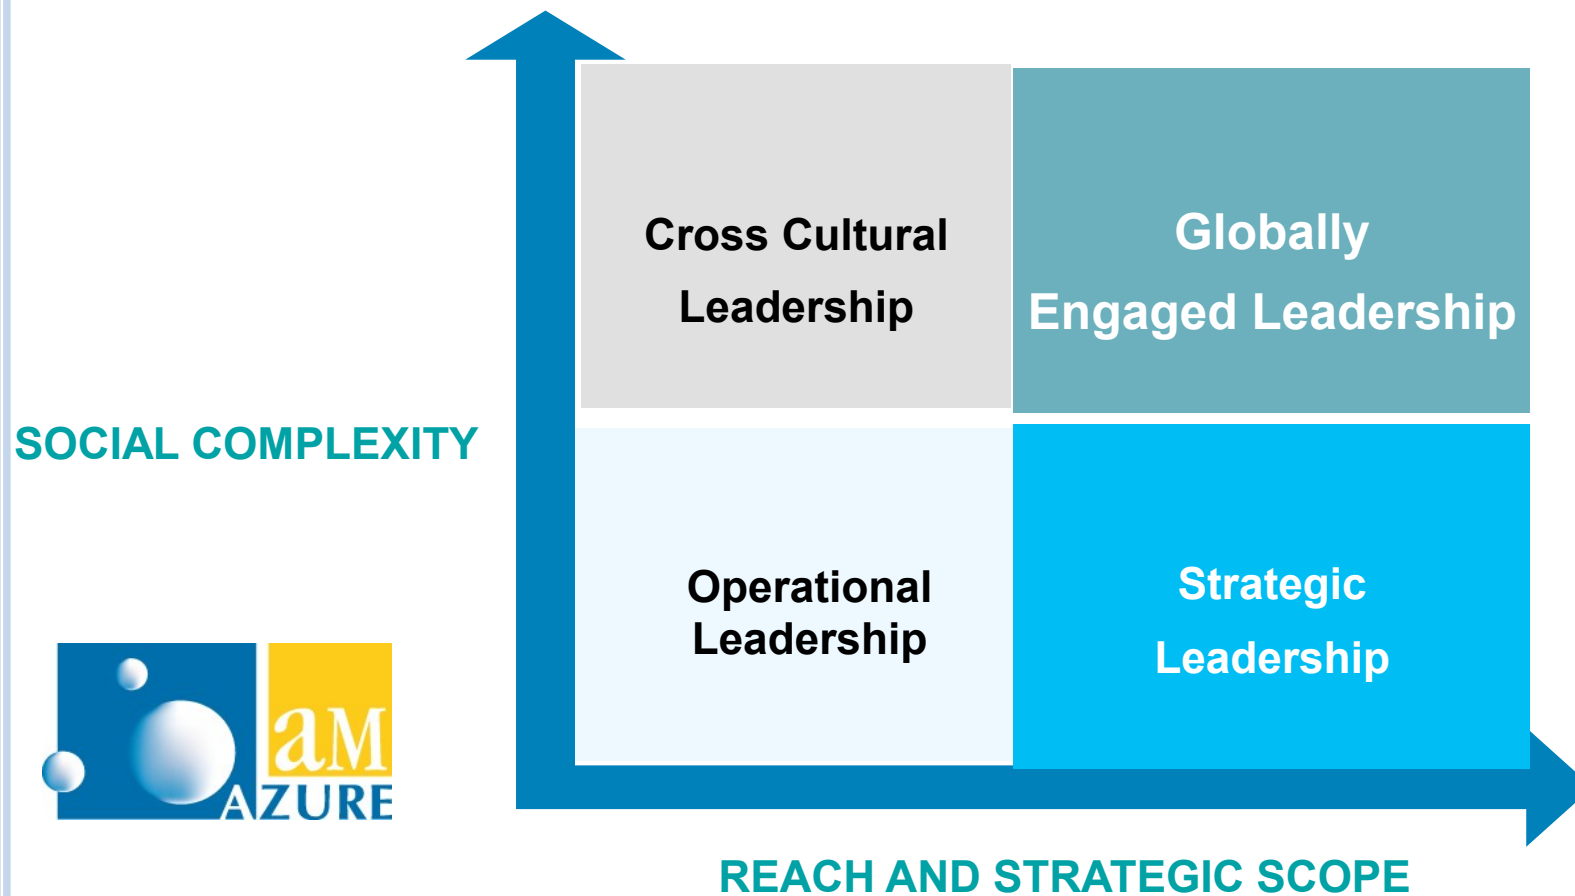 Cross Cultural
Leadership
Globally
Engaged Leadership
SOCIAL COMPLEXITY
Operational
Leadership
Strategic
Leadership
aM
AZURE
REACH AND STRATEGIC SCOPE